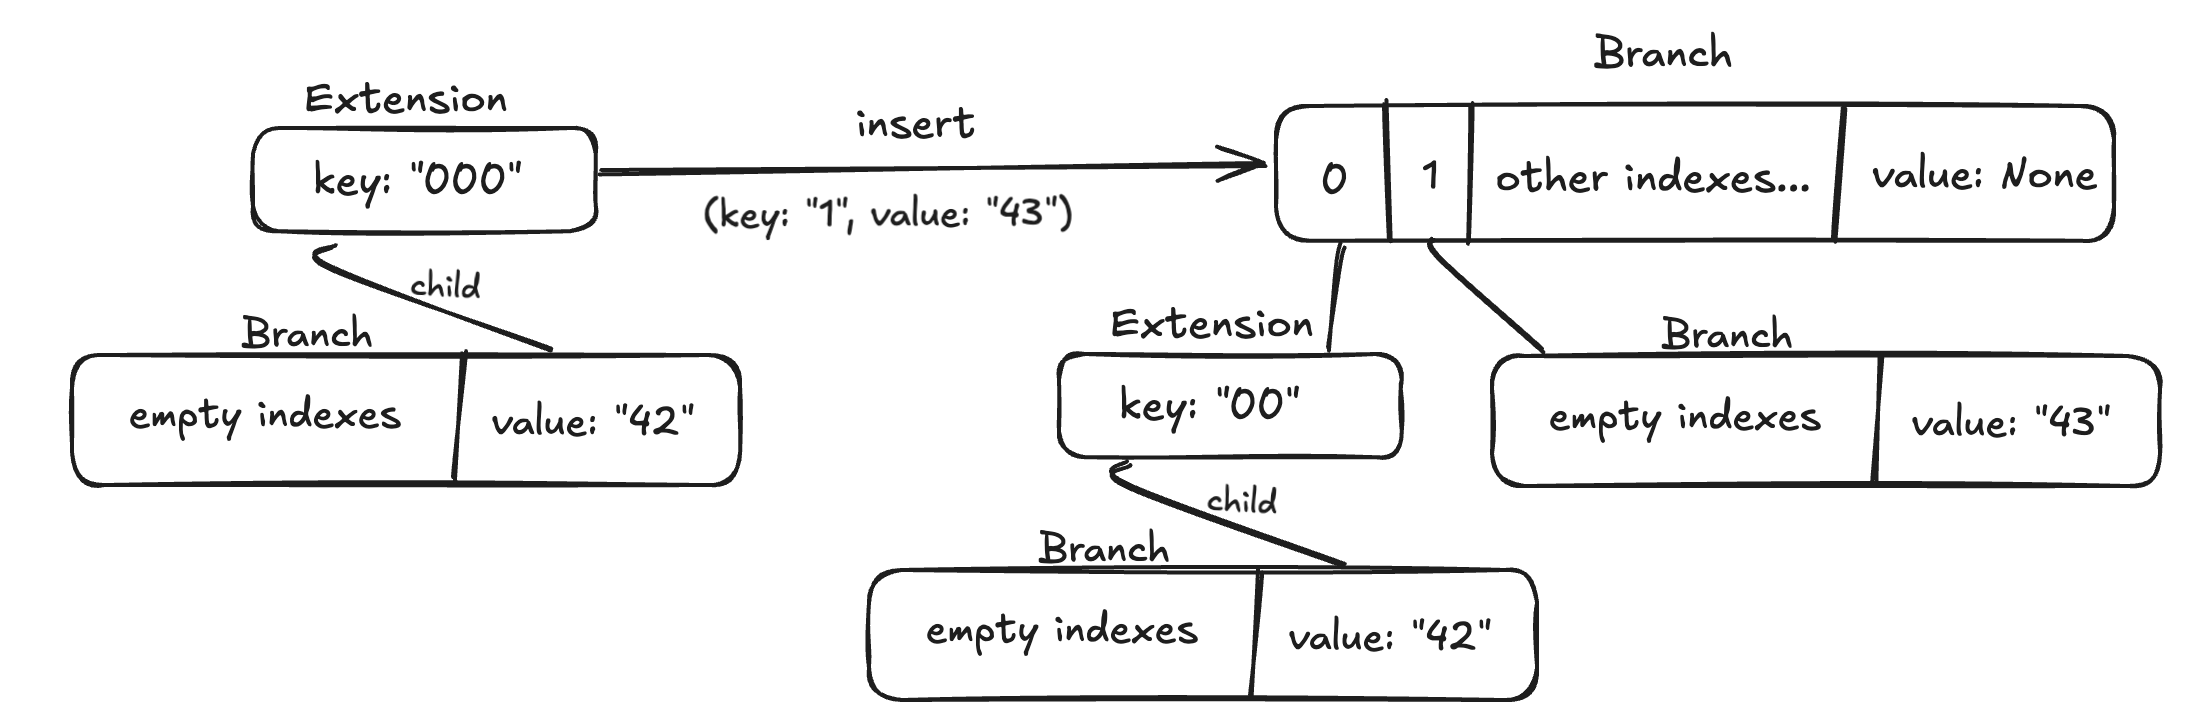 Extension
key: "000"
child
Branch
empty indexes
value: "42"
insert
(key: "1", value: "43")
Branch
0
1
other indexes...
value: None
Extension
key: "00"
child
Branch
empty indexes
value: "42"
Branch
empty indexes
value: "43"